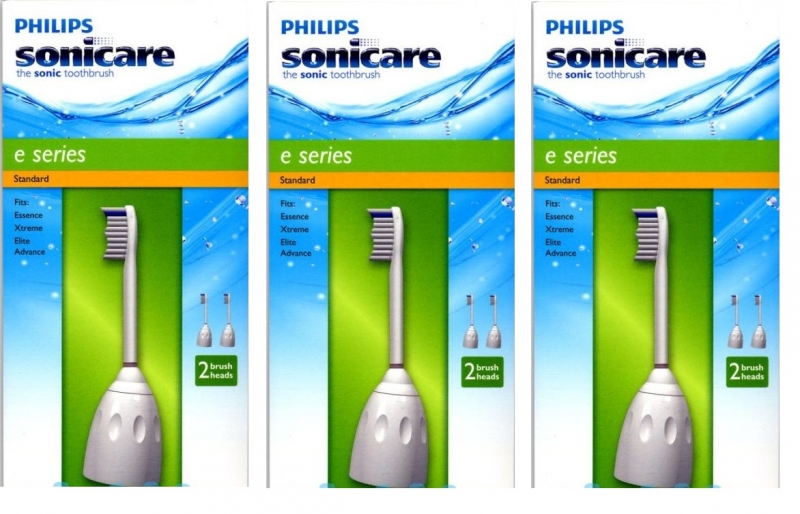 PHILIPS
sonicare
the sonic toothbrush
e series
Standard
Fits:
Essence
Xtreme
Elite
Advance
2 brush
heads
PHILIPS
sonicare
the sonic toothbrush
e series
Standard
Fits:
Essence
Xtreme
Elite
Advance
2 brush
heads
PHILIPS
sonicare
the sonic toothbrush
e series
Standard
Fits:
Essence
Xtreme
Elite
Advance
2 brush
heads